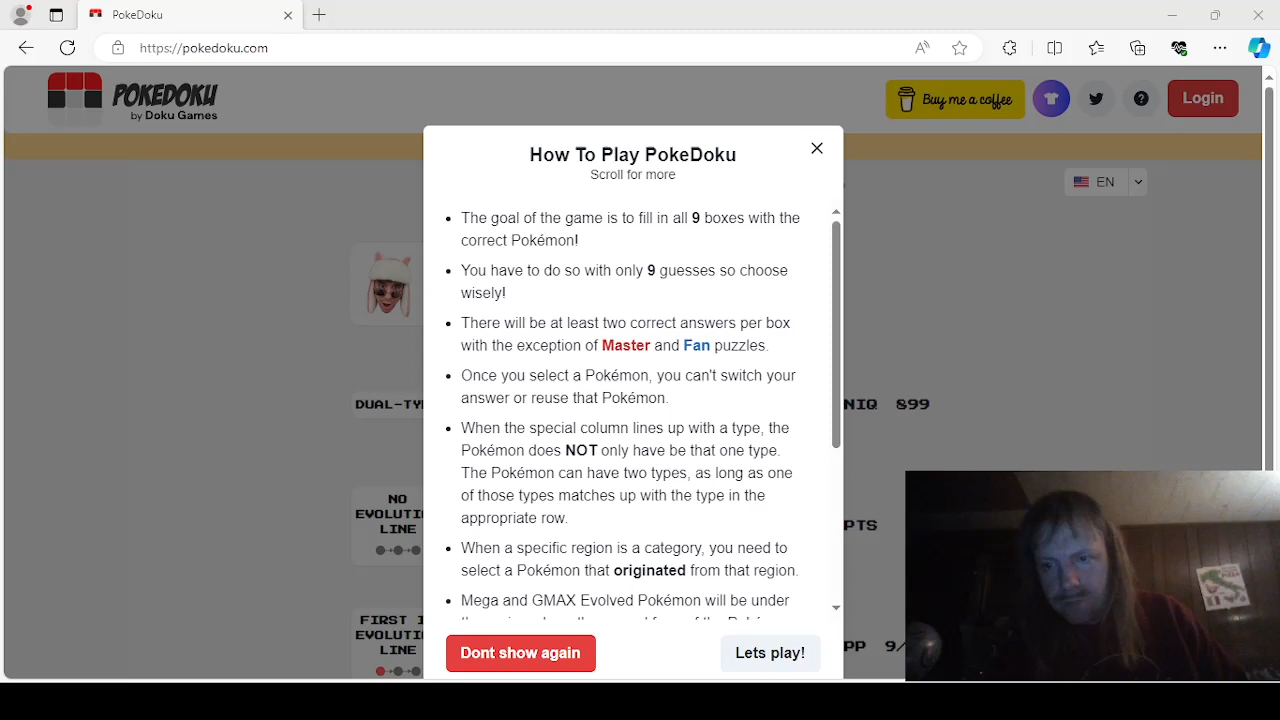 PokeDoku
https://pokedoku.com
POKEDOKU
by Doku Games
Buy me a coffee
Login
EN
How To Play PokeDoku
Scroll for more
The goal of the game is to fill in all 9 boxes with the
correct Pokémon!
You have to do so with only 9 guesses so choose
wisely!
There will be at least two correct answers per box
with the exception of Master and Fan puzzles.
Once you select a Pokémon, you can't switch your
answer or reuse that Pokémon.
When the special column lines up with a type, the
Pokémon does NOT only have be that one type.
The Pokémon can have two types, as long as one
of those types matches up with the type in the
appropriate row.
When a specific region is a category, you need to
select a Pokémon that originated from that region.
Mega and GMAX Evolved Pokémon will be under
Dont show again
Lets play!
DUAL-TY
NIQ 899
NO
EVOLUTIO
LINE
PTS
FIRST I
EVOLUTIO
LINE
PP 9/